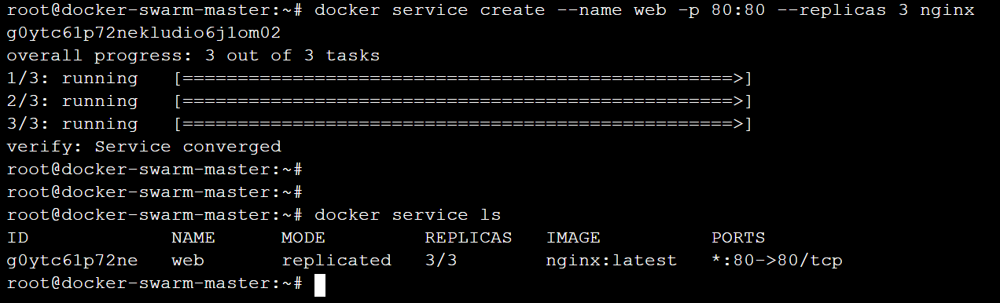 root@docker-swarm-master:~# docker service create --name web -p 80:80 --replicas 3 nginx
g0ytc61p72nekludio6j1om02
overall progress: 3 out of 3 tasks
1/3: running   [==================================================>]
2/3: running   [==================================================>]
3/3: running   [==================================================>]
verify: Service converged
root@docker-swarm-master:~#
root@docker-swarm-master:~#
root@docker-swarm-master:~# docker service ls
ID             NAME      MODE         REPLICAS   IMAGE          PORTS
g0ytc61p72ne   web       replicated   3/3        nginx:latest   *:80->80/tcp
root@docker-swarm-master:~#